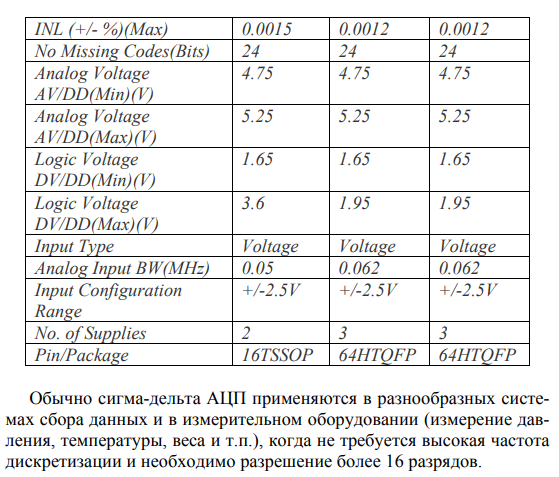 INL (+/- %)(Max) 0.0015 0.0012 0.0012
No Missing Codes(Bits) 24 24 24
Analog Voltage 4.75 4.75 4.75
AV/DD(Min)(V)
Analog Voltage 5.25 5.25 5.25
AV/DD(Max)(V)
Logic Voltage 1.65 1.65 1.65
DV/DD(Min)(V)
Logic Voltage 3.6 1.95 1.95
DV/DD(Max)(V)
Input Type Voltage Voltage Voltage
Analog Input BW(MHz) 0.05 0.062 0.062
Input Configuration +/-2.5V +/-2.5V +/-2.5V
Range
No. of Supplies 2 3 3
Pin/Package 16TSSOP 64HTQFP 64HTQFP
Обычно сигма-дельта АЦП применяются в разнообразных систе-
мах сбора данных и в измерительном оборудовании (измерение дав-
ления, температуры, веса и т.п.), когда не требуется высокая частота
дискретизации и необходимо разрешение более 16 разрядов.